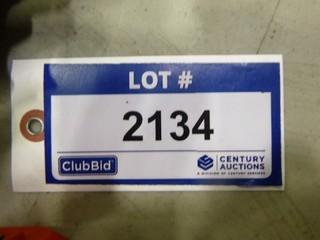 LOT #
2134
ClubBid
CENTURY
AUCTIONS
A DIVISION OF CENTURY SERVICES